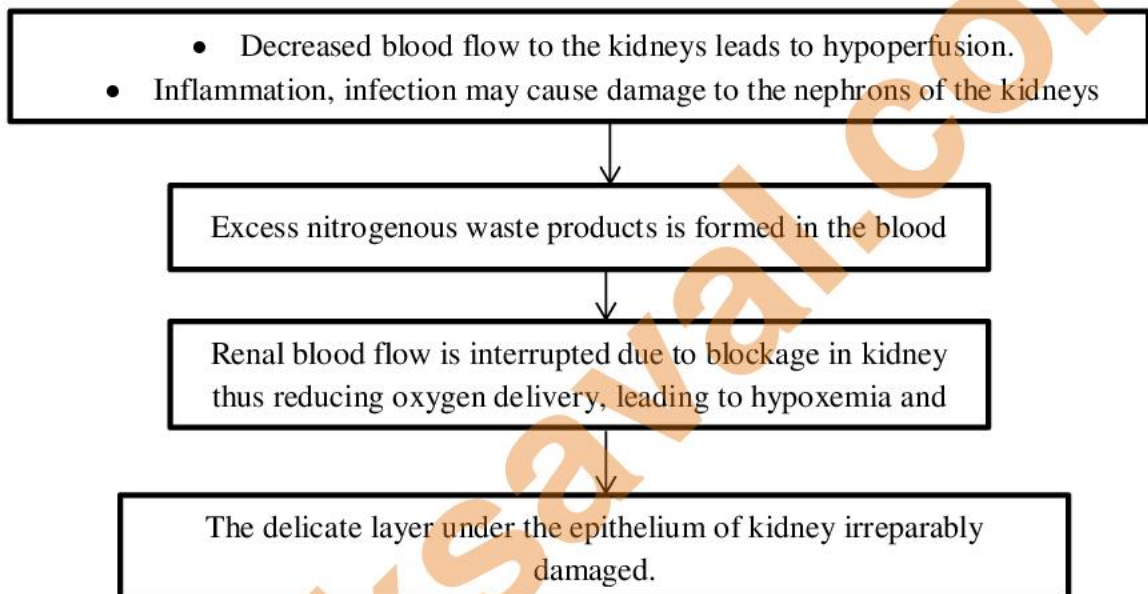 • Decreased blood flow to the kidneys leads to hypoperfusion.
• Inflammation, infection may cause damage to the nephrons of the kidneys
Excess nitrogenous waste products is formed in the blood
Renal blood flow is interrupted due to blockage in kidney
thus reducing oxygen delivery, leading to hypoxemia and
The delicate layer under the epithelium of kidney irreparably
damaged.
ksaval.com